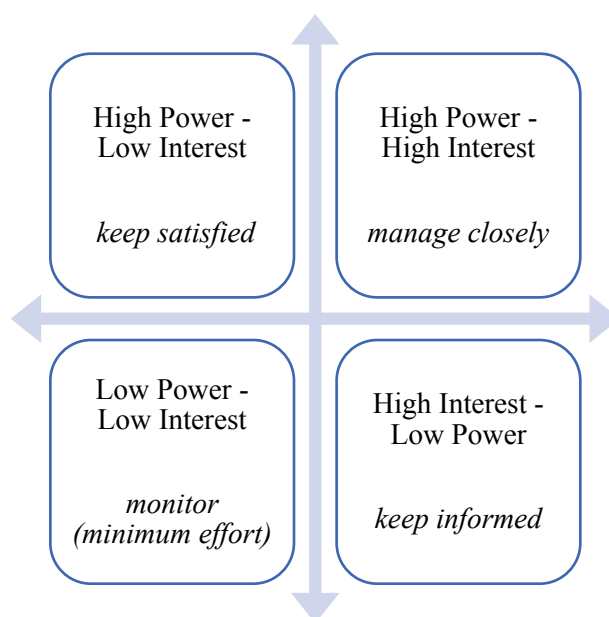 High Power -
Low Interest
keep satisfied
High Power -
High Interest
manage closely
Low Power -
Low Interest
monitor
(minimum effort)
High Interest -
Low Power
keep informed